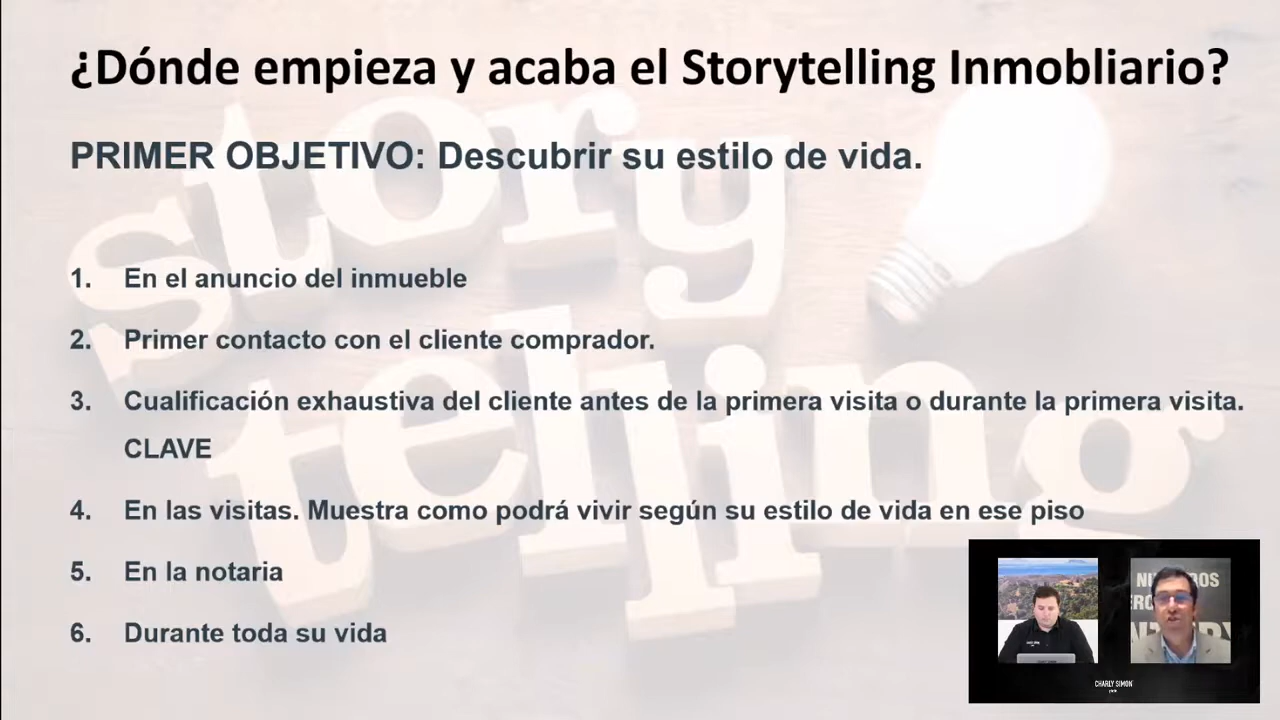 ¿Dónde empieza y acaba el Storytelling Inmobliario?
PRIMER OBJETIVO: Descubrir su estilo de vida.
1. En el anuncio del inmueble
2. Primer contacto con el cliente comprador.
3. Cualificación exhaustiva del cliente antes de la primera visita o durante la primera visita.
CLAVE
4. En las visitas. Muestra como podrá vivir según su estilo de vida en ese piso
5. En la notaria
6. Durante toda su vida
story
telling
CHARLY SIMON